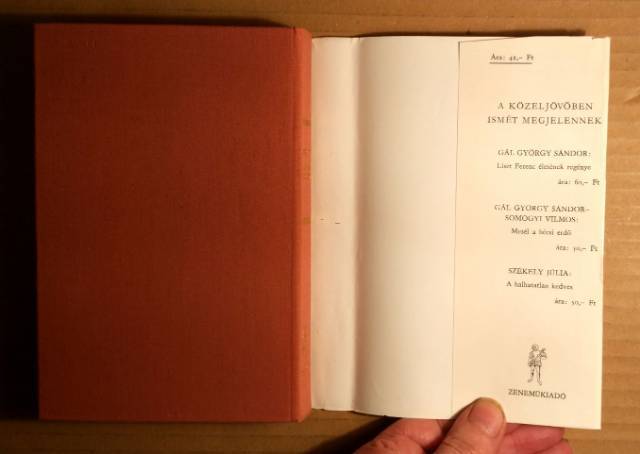 Ára: 42,– Ft
A KÖZELJÖVŐBEN
ISMÉT MEGJELENNEK
GÁL GYÖRGY SÁNDOR:
Liszt Ferenc életének regénye
ára: 60,– Ft
GÁL GYÖRGY SÁNDOR–
SOMOGYI VILMOS:
Mesél a bécsi erdő
ára: 50,– Ft
SZÉKELY JÚLIA:
A halhatatlan kedves
ára: 50,– Ft
ZENEMŰKIADÓ